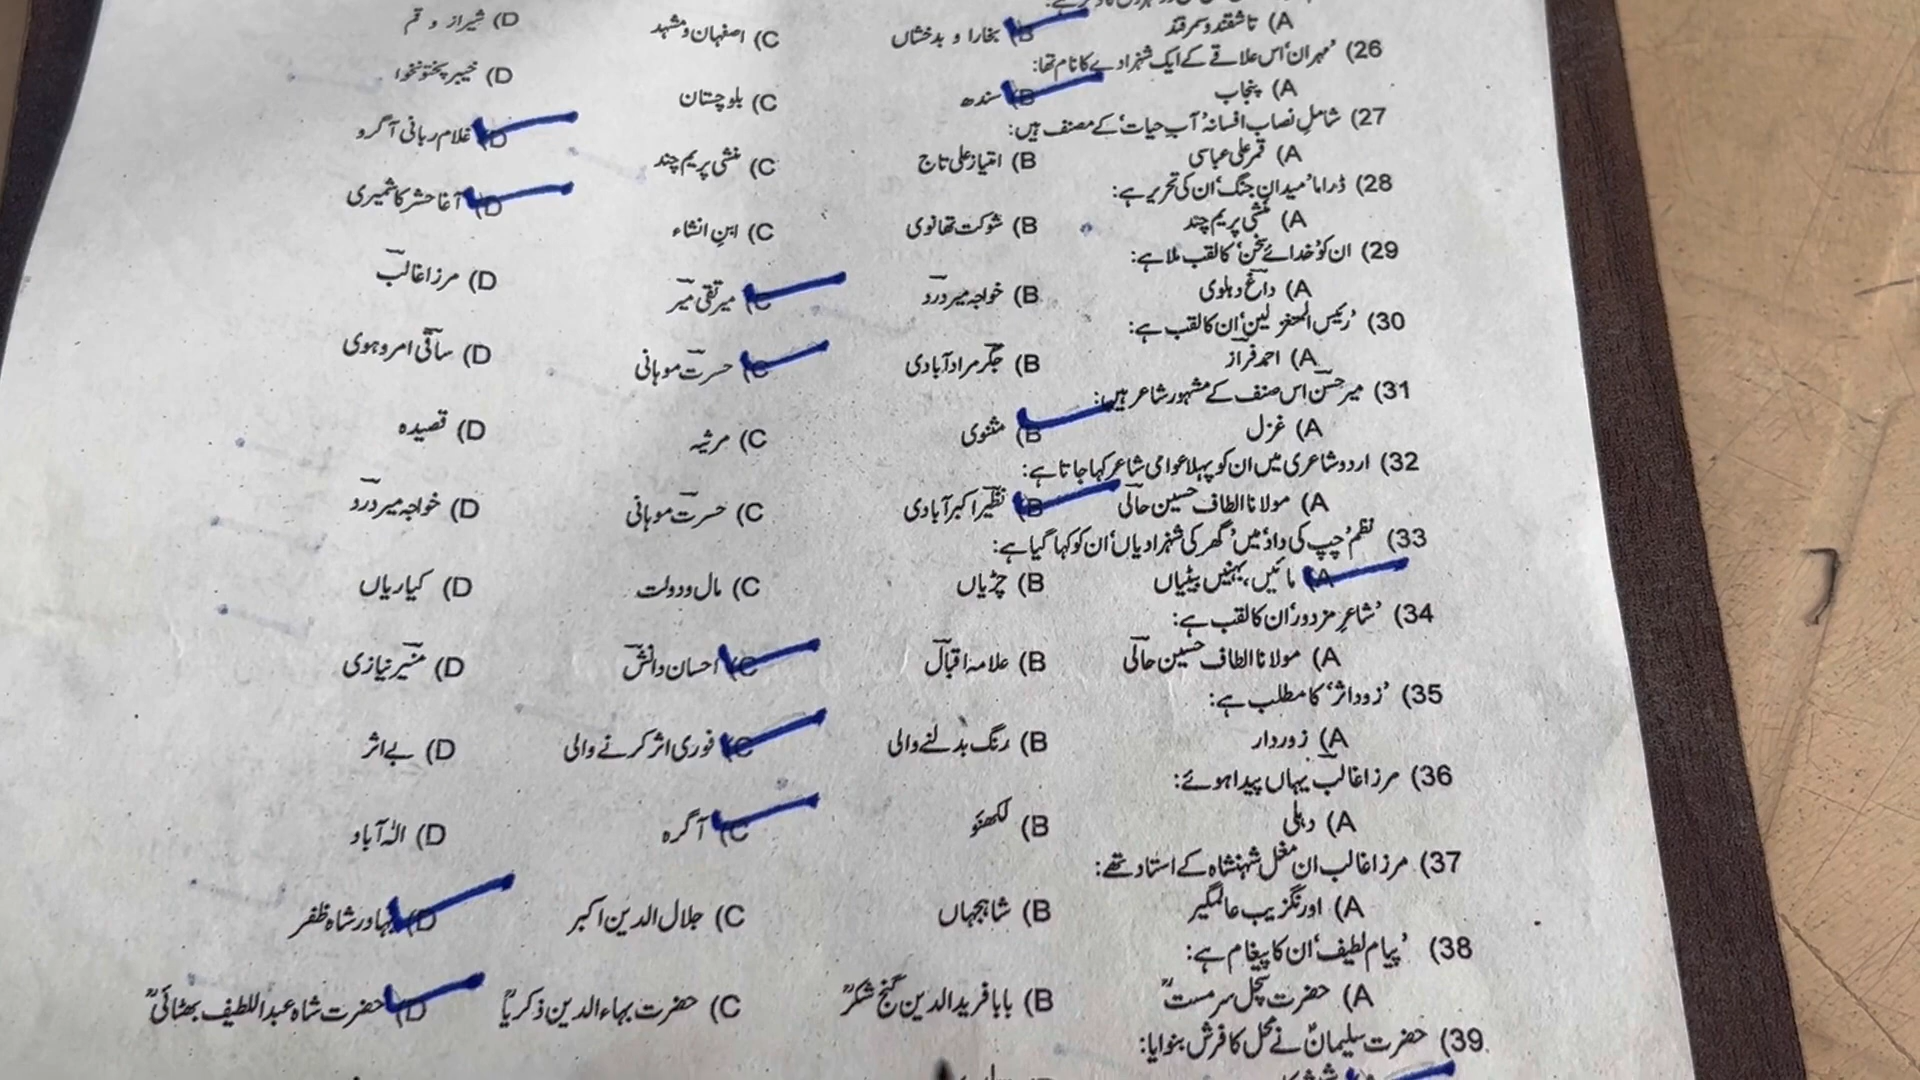 A) تاشقند و سمرقند B) بخارا و بدخشاں C) اصفہان و مشہد D) شیراز و قم
26) 'مہران' اس علاقے کے ایک شہزادے کا نام تھا:
A) پنجاب B) سندھ C) بلوچستان D) خیبر پختونخوا
27) شاملِ نصاب افسانہ 'آبِ حیات' کے مصنف ہیں:
A) قمر علی عباسی B) امتیاز علی تاج C) منشی پریم چند D) غلام ربانی آگرو
28) ڈراما 'میدانِ جنگ' ان کی تحریر ہے:
A) منشی پریم چند B) شوکت تھانوی C) ابنِ انشاء D) آغا حشر کاشمیری
29) ان کو 'خدائے سخن' کا لقب ملا ہے:
A) داغؔ دہلوی B) خواجہ میر دردؔ C) میر تقی میرؔ D) مرزا غالبؔ
30) 'رئیس المتغزلین' ان کا لقب ہے:
A) احمد فرازؔ B) جگرؔ مراد آبادی C) حسرتؔ موہانی D) ساقیؔ امروہوی
31) میر حسنؔ اس صنف کے مشہور شاعر ہیں:
A) غزل B) مثنوی C) مرثیہ D) قصیدہ
32) اردو شاعری میں ان کو پہلا عوامی شاعر کہا جاتا ہے:
A) مولانا الطاف حسین حالیؔ B) نظیرؔ اکبر آبادی C) حسرتؔ موہانی D) خواجہ میر دردؔ
33) نظم 'چپ کی داد' میں 'گھر کی شہزادیاں' ان کو کہا گیا ہے:
A) مائیں، بہنیں بیٹیاں B) چڑیاں C) مال و دولت D) کیاریاں
34) 'شاعرِ مزدور' ان کا لقب ہے:
A) مولانا الطاف حسین حالیؔ B) علامہ اقبالؔ C) احسان دانشؔ D) منیرؔ نیازی
35) 'زود اثر' کا مطلب ہے:
A) زوردار B) رنگ بدلنے والی C) فوری اثر کرنے والی D) بے اثر
36) مرزا غالبؔ یہاں پیدا ہوئے:
A) دہلی B) لکھنؤ C) آگرہ D) الٰہ آباد
37) مرزا غالب ان مغل شہنشاہ کے استاد تھے:
A) اورنگزیب عالمگیر B) شاہجہاں C) جلال الدین اکبر D) بہادر شاہ ظفر
38) 'پیام لطیف' ان کا پیغام ہے:
A) حضرت سچل سرمستؒ B) بابا فرید الدین گنج شکرؒ C) حضرت بہاء الدین ذکریاؒ D) حضرت شاہ عبداللطیف بھٹائیؒ
39) حضرت سلیمانؑ نے محل کا فرش بنوایا: